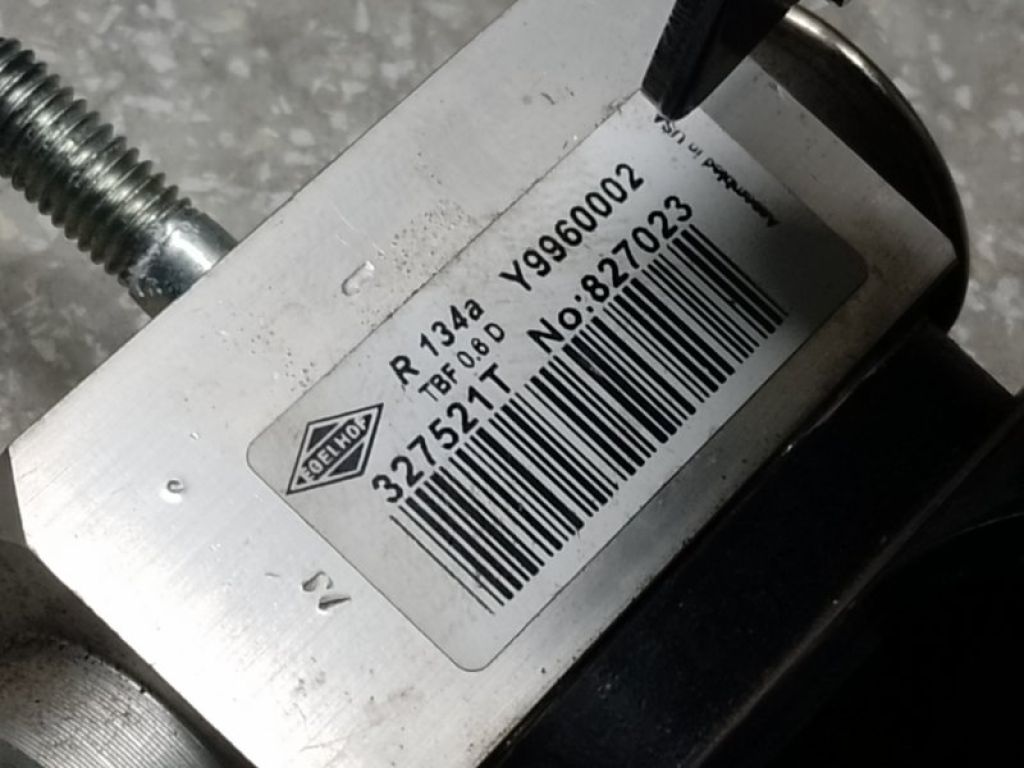 EGELHOF
R 134a
TBF 0.6 D
Y9960002
327521T
No:827023
Assembled in USA